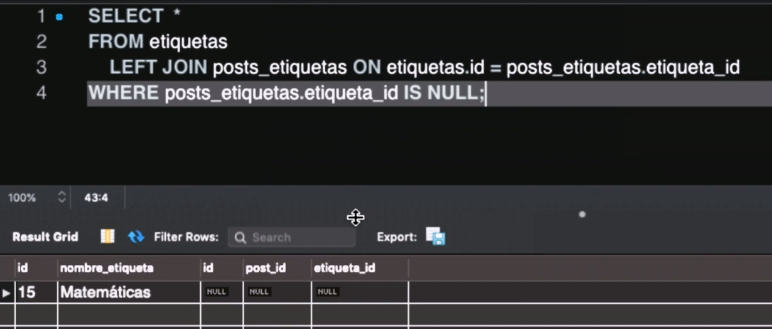 1 SELECT *
2 FROM etiquetas
3 LEFT JOIN posts_etiquetas ON etiquetas.id = posts_etiquetas.etiqueta_id
4 WHERE posts_etiquetas.etiqueta_id IS NULL;
100% 43:4
Result Grid Filter Rows: Search Export:
id nombre_etiqueta id post_id etiqueta_id
15 Matemáticas NULL NULL NULL